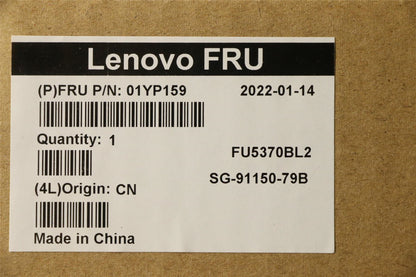 Lenovo FRU
(P)FRU P/N: 01YP159 2022-01-14
Quantity: 1
FU5370BL2
SG-91150-79B
(4L)Origin: CN
Made in China